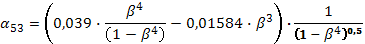 α₅₃ = (0,039 · β⁴/(1 − β⁴) − 0,01584 · β³) · 1/(1 − β⁴)⁰,⁵